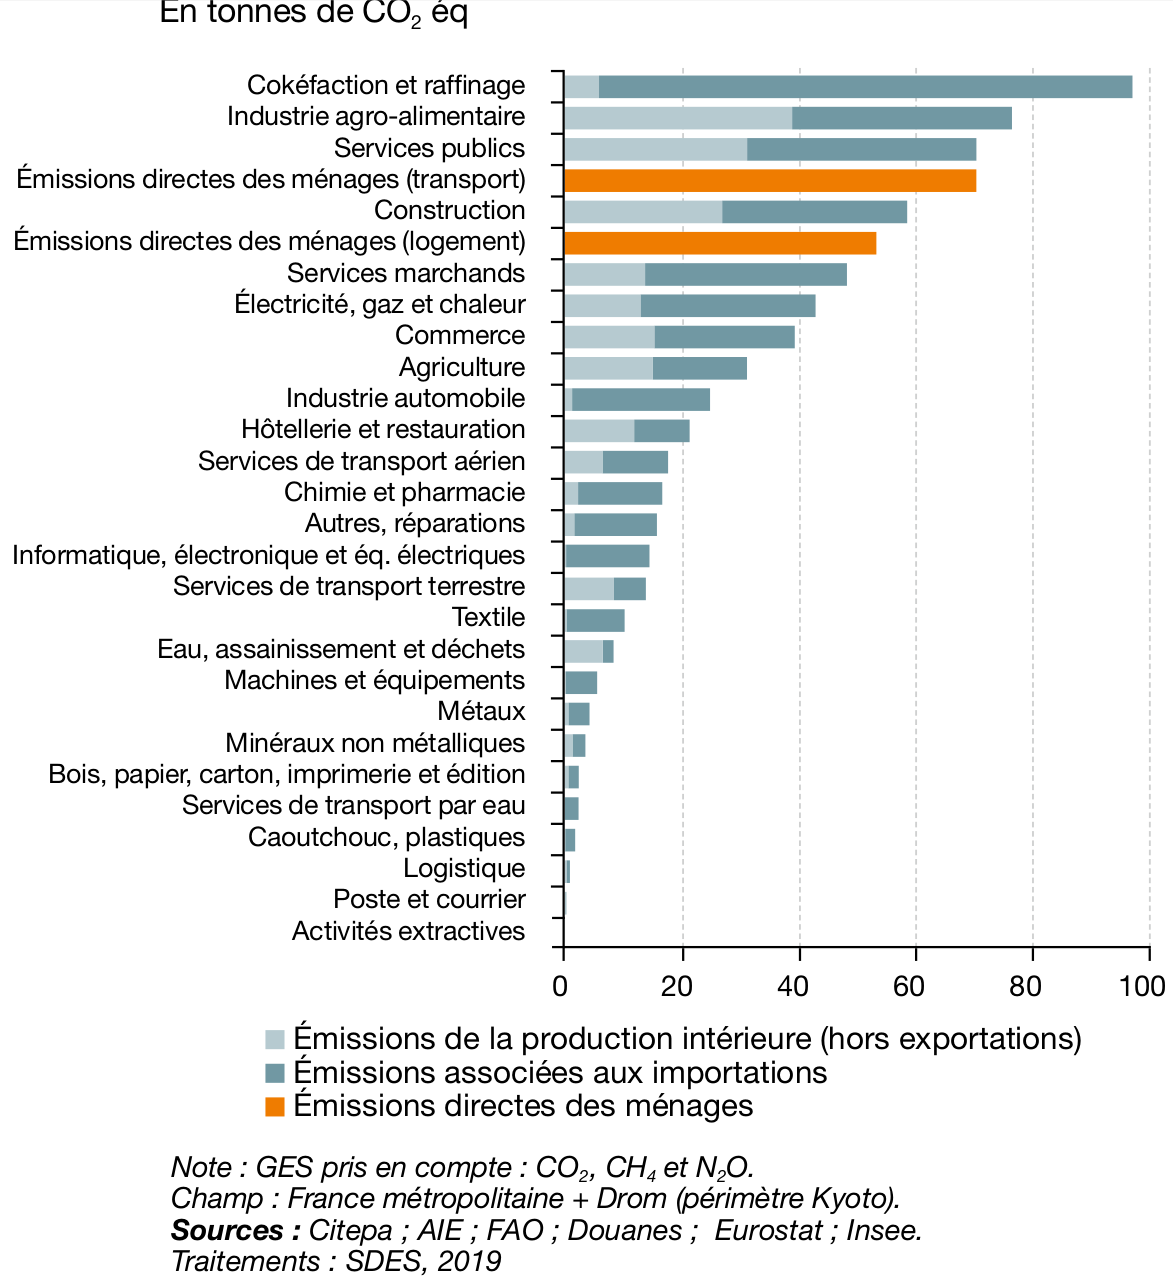 En tonnes de CO₂ éq
Cokéfaction et raffinage
Industrie agro-alimentaire
Services publics
Émissions directes des ménages (transport)
Construction
Émissions directes des ménages (logement)
Services marchands
Électricité, gaz et chaleur
Commerce
Agriculture
Industrie automobile
Hôtellerie et restauration
Services de transport aérien
Chimie et pharmacie
Autres, réparations
Informatique, électronique et éq. électriques
Services de transport terrestre
Textile
Eau, assainissement et déchets
Machines et équipements
Métaux
Minéraux non métalliques
Bois, papier, carton, imprimerie et édition
Services de transport par eau
Caoutchouc, plastiques
Logistique
Poste et courrier
Activités extractives
0 20 40 60 80 100
Émissions de la production intérieure (hors exportations)
Émissions associées aux importations
Émissions directes des ménages
Note : GES pris en compte : CO₂, CH₄ et N₂O.
Champ : France métropolitaine + Drom (périmètre Kyoto).
Sources : Citepa ; AIE ; FAO ; Douanes ; Eurostat ; Insee.
Traitements : SDES, 2019